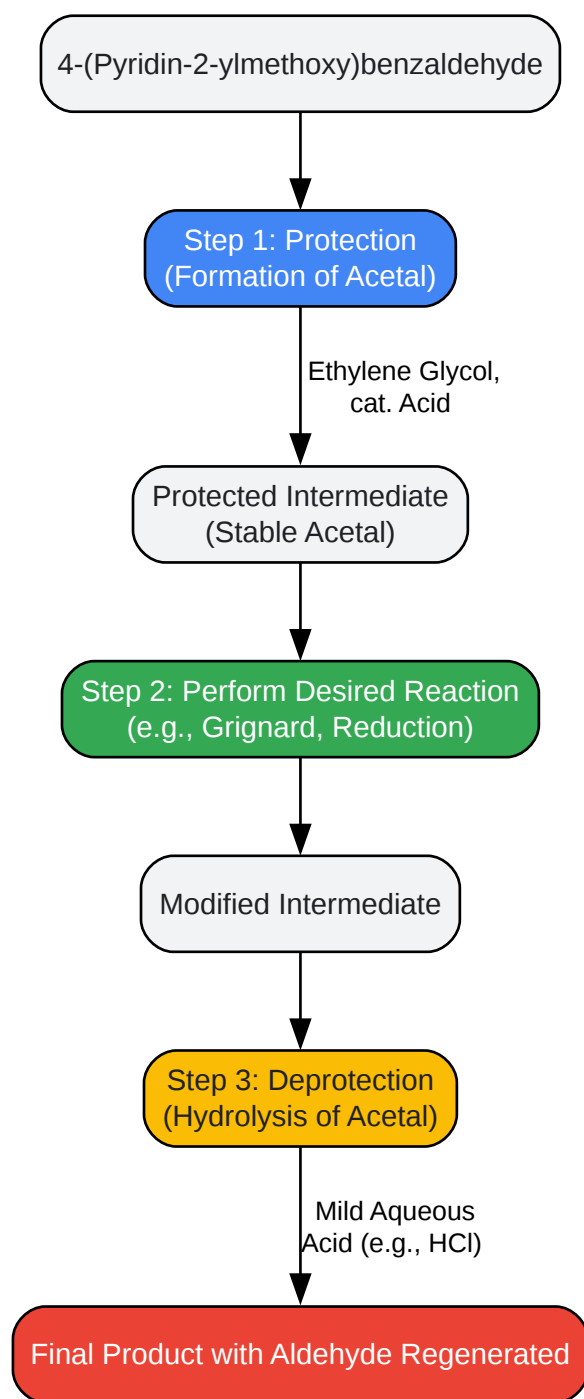 4-(Pyridin-2-ylmethoxy)benzaldehyde
Step 1: Protection
(Formation of Acetal)
Ethylene Glycol,
cat. Acid
Protected Intermediate
(Stable Acetal)
Step 2: Perform Desired Reaction
(e.g., Grignard, Reduction)
Modified Intermediate
Step 3: Deprotection
(Hydrolysis of Acetal)
Mild Aqueous
Acid (e.g., HCl)
Final Product with Aldehyde Regenerated